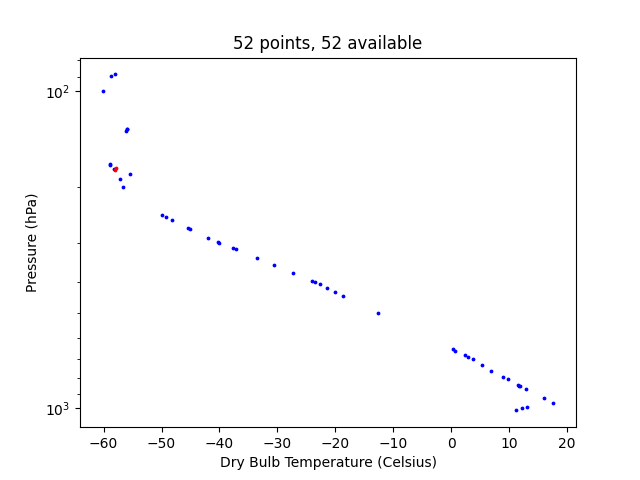 52 points, 52 available
Pressure (hPa)
10²
10³
−60 −50 −40 −30 −20 −10 0 10 20
Dry Bulb Temperature (Celsius)